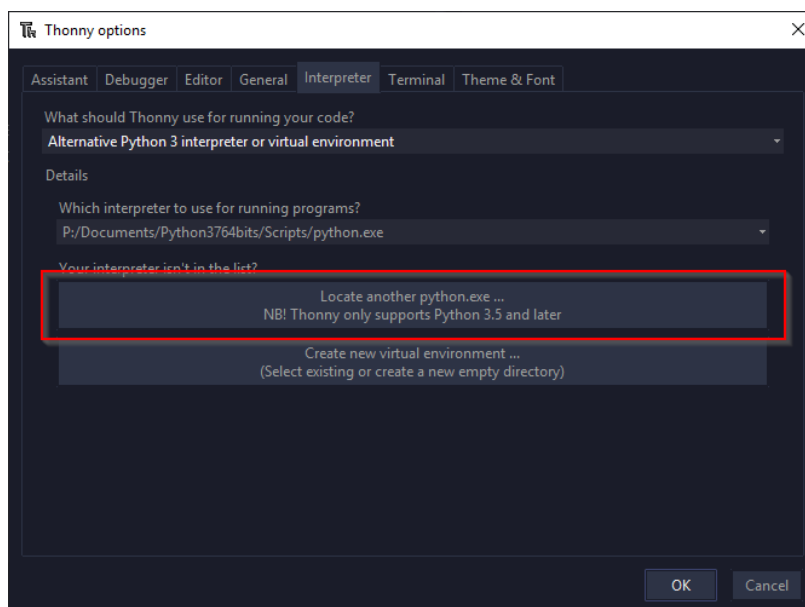 Thonny options
Assistant Debugger Editor General Interpreter Terminal Theme & Font
What should Thonny use for running your code?
Alternative Python 3 interpreter or virtual environment
Details
Which interpreter to use for running programs?
P:/Documents/Python3764bits/Scripts/python.exe
Your interpreter isn't in the list?
Locate another python.exe ...
NB! Thonny only supports Python 3.5 and later
Create new virtual environment ...
(Select existing or create a new empty directory)
OK Cancel